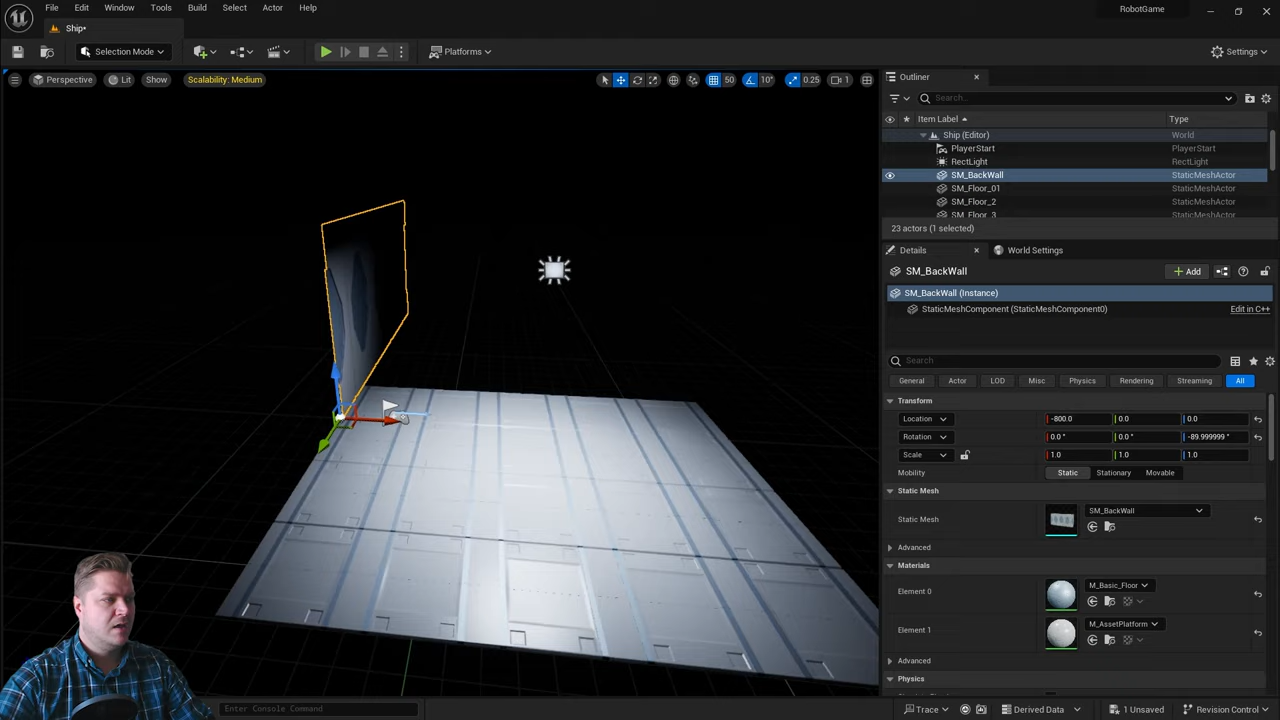 File Edit Window Tools Build Select Actor Help RobotGame
Ship*
Selection Mode Platforms Settings
Perspective Lit Show Scalability: Medium 50 10° 0.25 1
Outliner
Search...
Item Label Type
Ship (Editor) World
PlayerStart PlayerStart
RectLight RectLight
SM_BackWall StaticMeshActor
SM_Floor_01 StaticMeshActor
SM_Floor_2 StaticMeshActor
SM_Floor_3 StaticMeshActor
23 actors (1 selected)
Details World Settings
SM_BackWall + Add
SM_BackWall (Instance)
StaticMeshComponent (StaticMeshComponent0) Edit in C++
Search
General Actor LOD Misc Physics Rendering Streaming All
Transform
Location -800.0 0.0 0.0
Rotation 0.0 ° 0.0 ° -89.999999 °
Scale 1.0 1.0 1.0
Mobility Static Stationary Movable
Static Mesh
Static Mesh SM_BackWall
Advanced
Materials
Element 0 M_Basic_Floor
Element 1 M_AssetPlatform
Advanced
Physics
Enter Console Command Trace Derived Data 1 Unsaved Revision Control